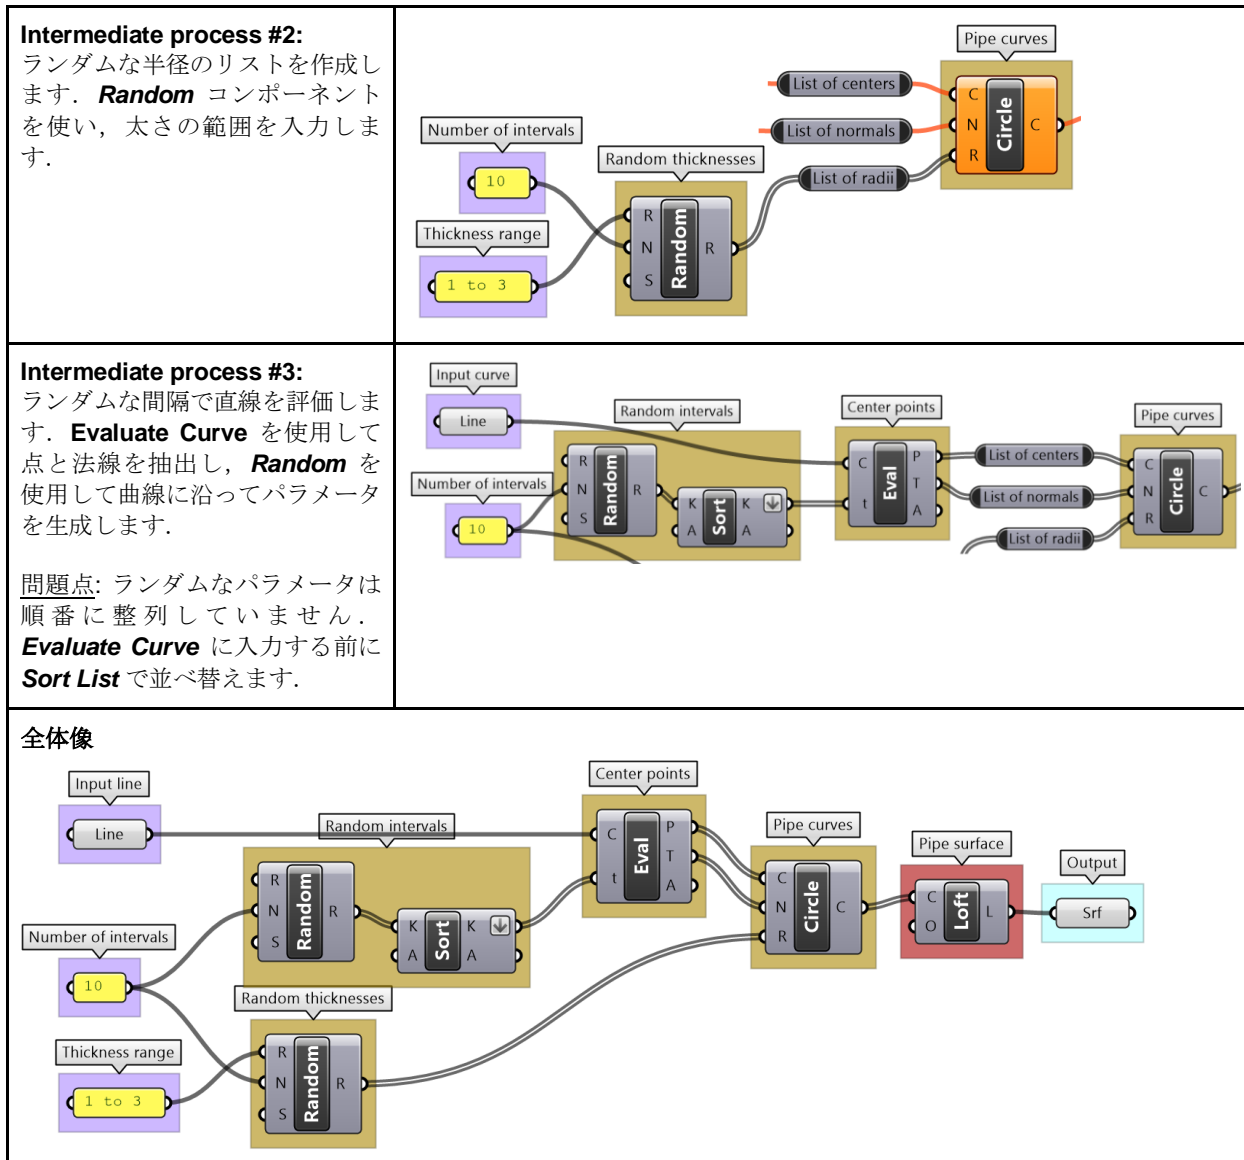 Intermediate process #2:
ランダムな半径のリストを作成し
ます．Random コンポーネント
を使い，太さの範囲を入力しま
す．
Pipe curves
List of centers
C
Number of intervals
List of normals
N
Circle
C
Random thicknesses
R
10
List of radii
R
Thickness range
N
Random
R
1 to 3
S
Intermediate process #3:
ランダムな間隔で直線を評価しま
す．Evaluate Curve を使用して
点と法線を抽出し，Random を
使用して曲線に沿ってパラメータ
を生成します．
問題点: ランダムなパラメータは
順番に整列していません．
Evaluate Curve に入力する前に
Sort List で並べ替えます．
Input curve
Line
Random intervals
Center points
Pipe curves
Number of intervals
10
R
N
S
Random
R
K
A
Sort
K
A
C
t
Eval
P
T
A
List of centers
List of normals
List of radii
C
N
R
Circle
C
全体像
Input line
Line
Random intervals
Center points
Pipe curves
Pipe surface
Output
R
N
S
Random
R
K
A
Sort
K
A
C
t
Eval
P
T
A
C
N
R
Circle
C
C
O
Loft
L
Srf
Number of intervals
10
Random thicknesses
Thickness range
1 to 3
R
N
S
Random
R